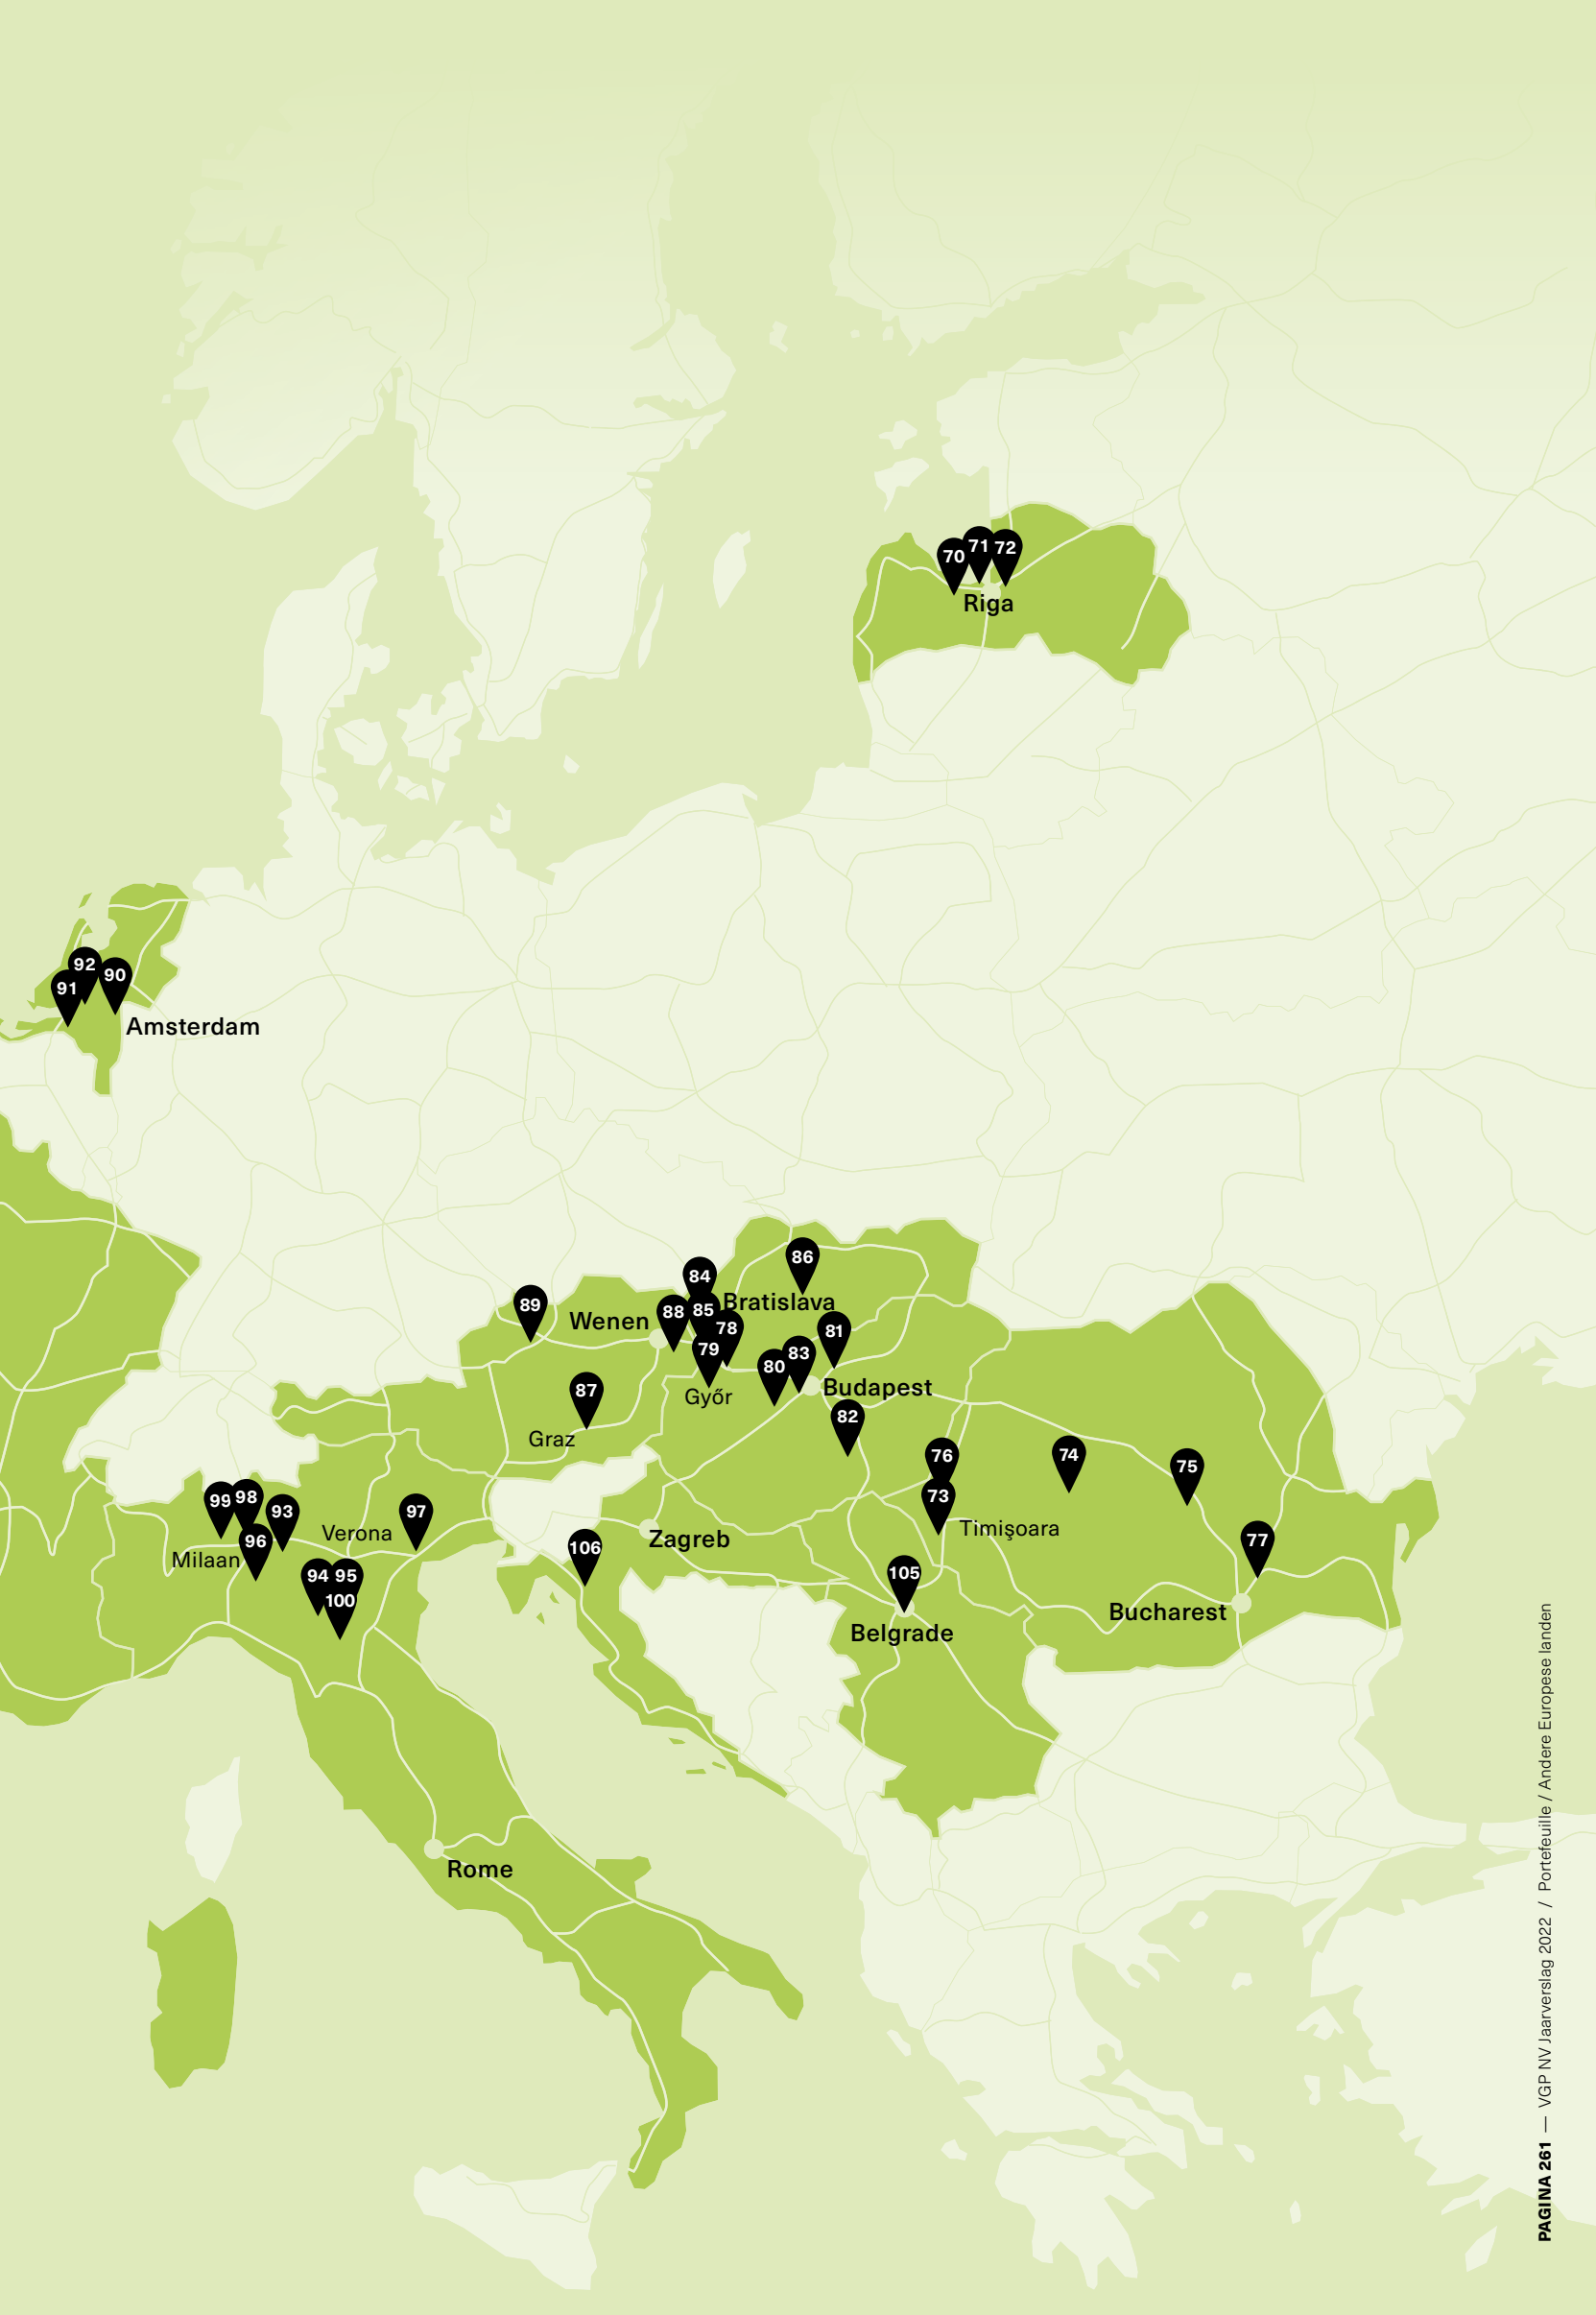 70
71
72
Riga
92
90
91
Amsterdam
86
84
Bratislava
89
85
88
Wenen
78
81
79
83
80
Budapest
87
Győr
82
Graz
76
74
75
73
99
98
93
97
Timişoara
Verona
96
Zagreb
77
106
Milaan
94
95
105
100
Bucharest
Belgrade
Rome
PAGINA 261 — VGP NV Jaarverslag 2022 / Portefeuille / Andere Europese landen